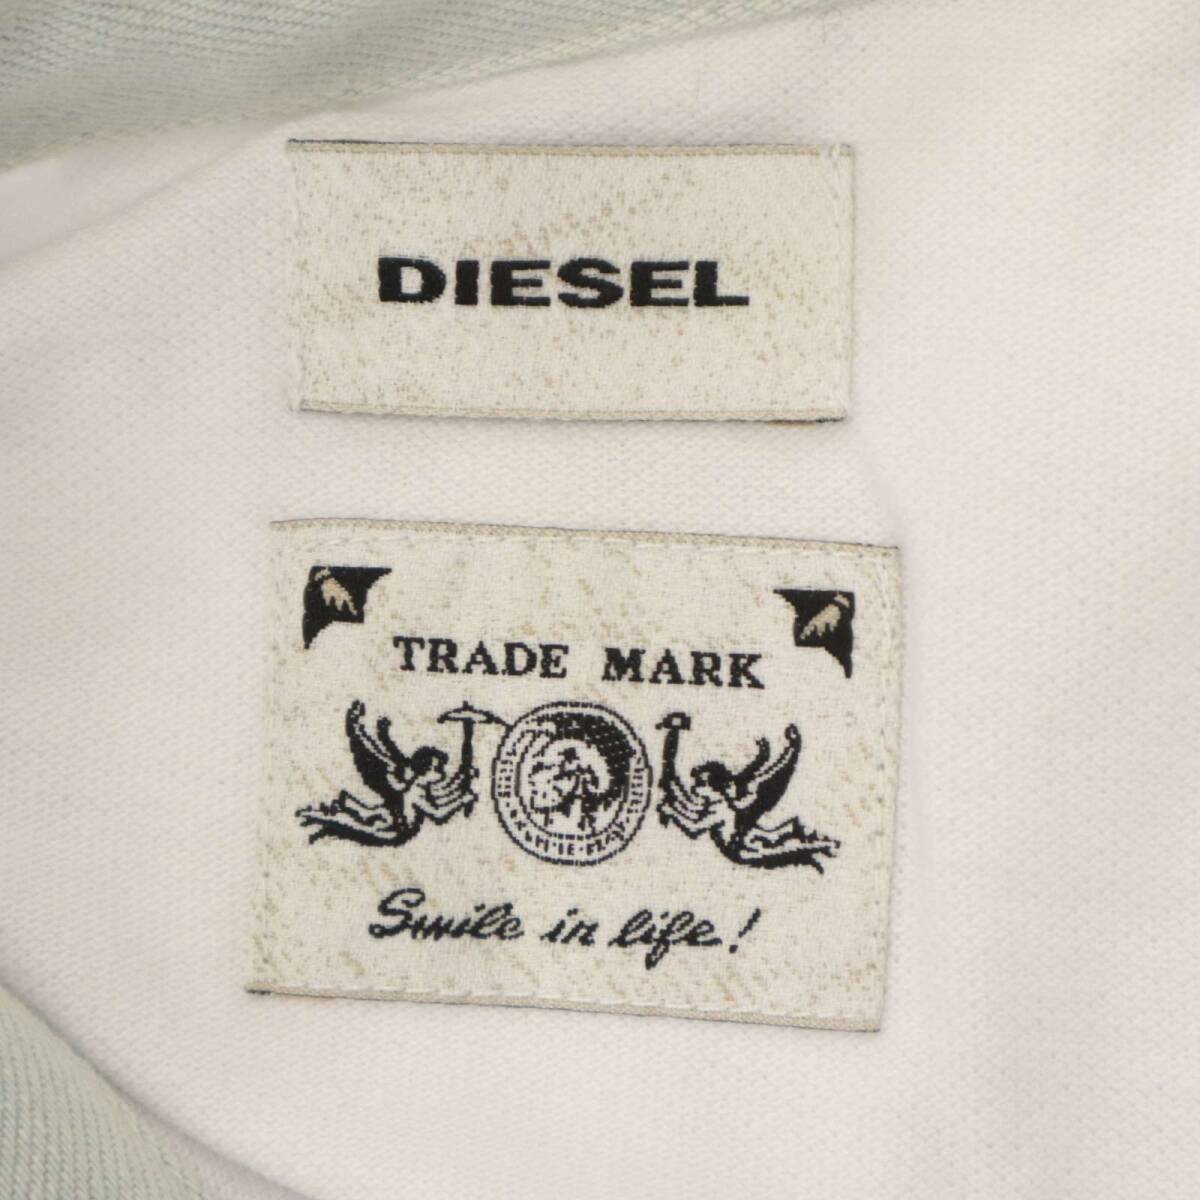 DIESEL
TRADE MARK
Smile in life!